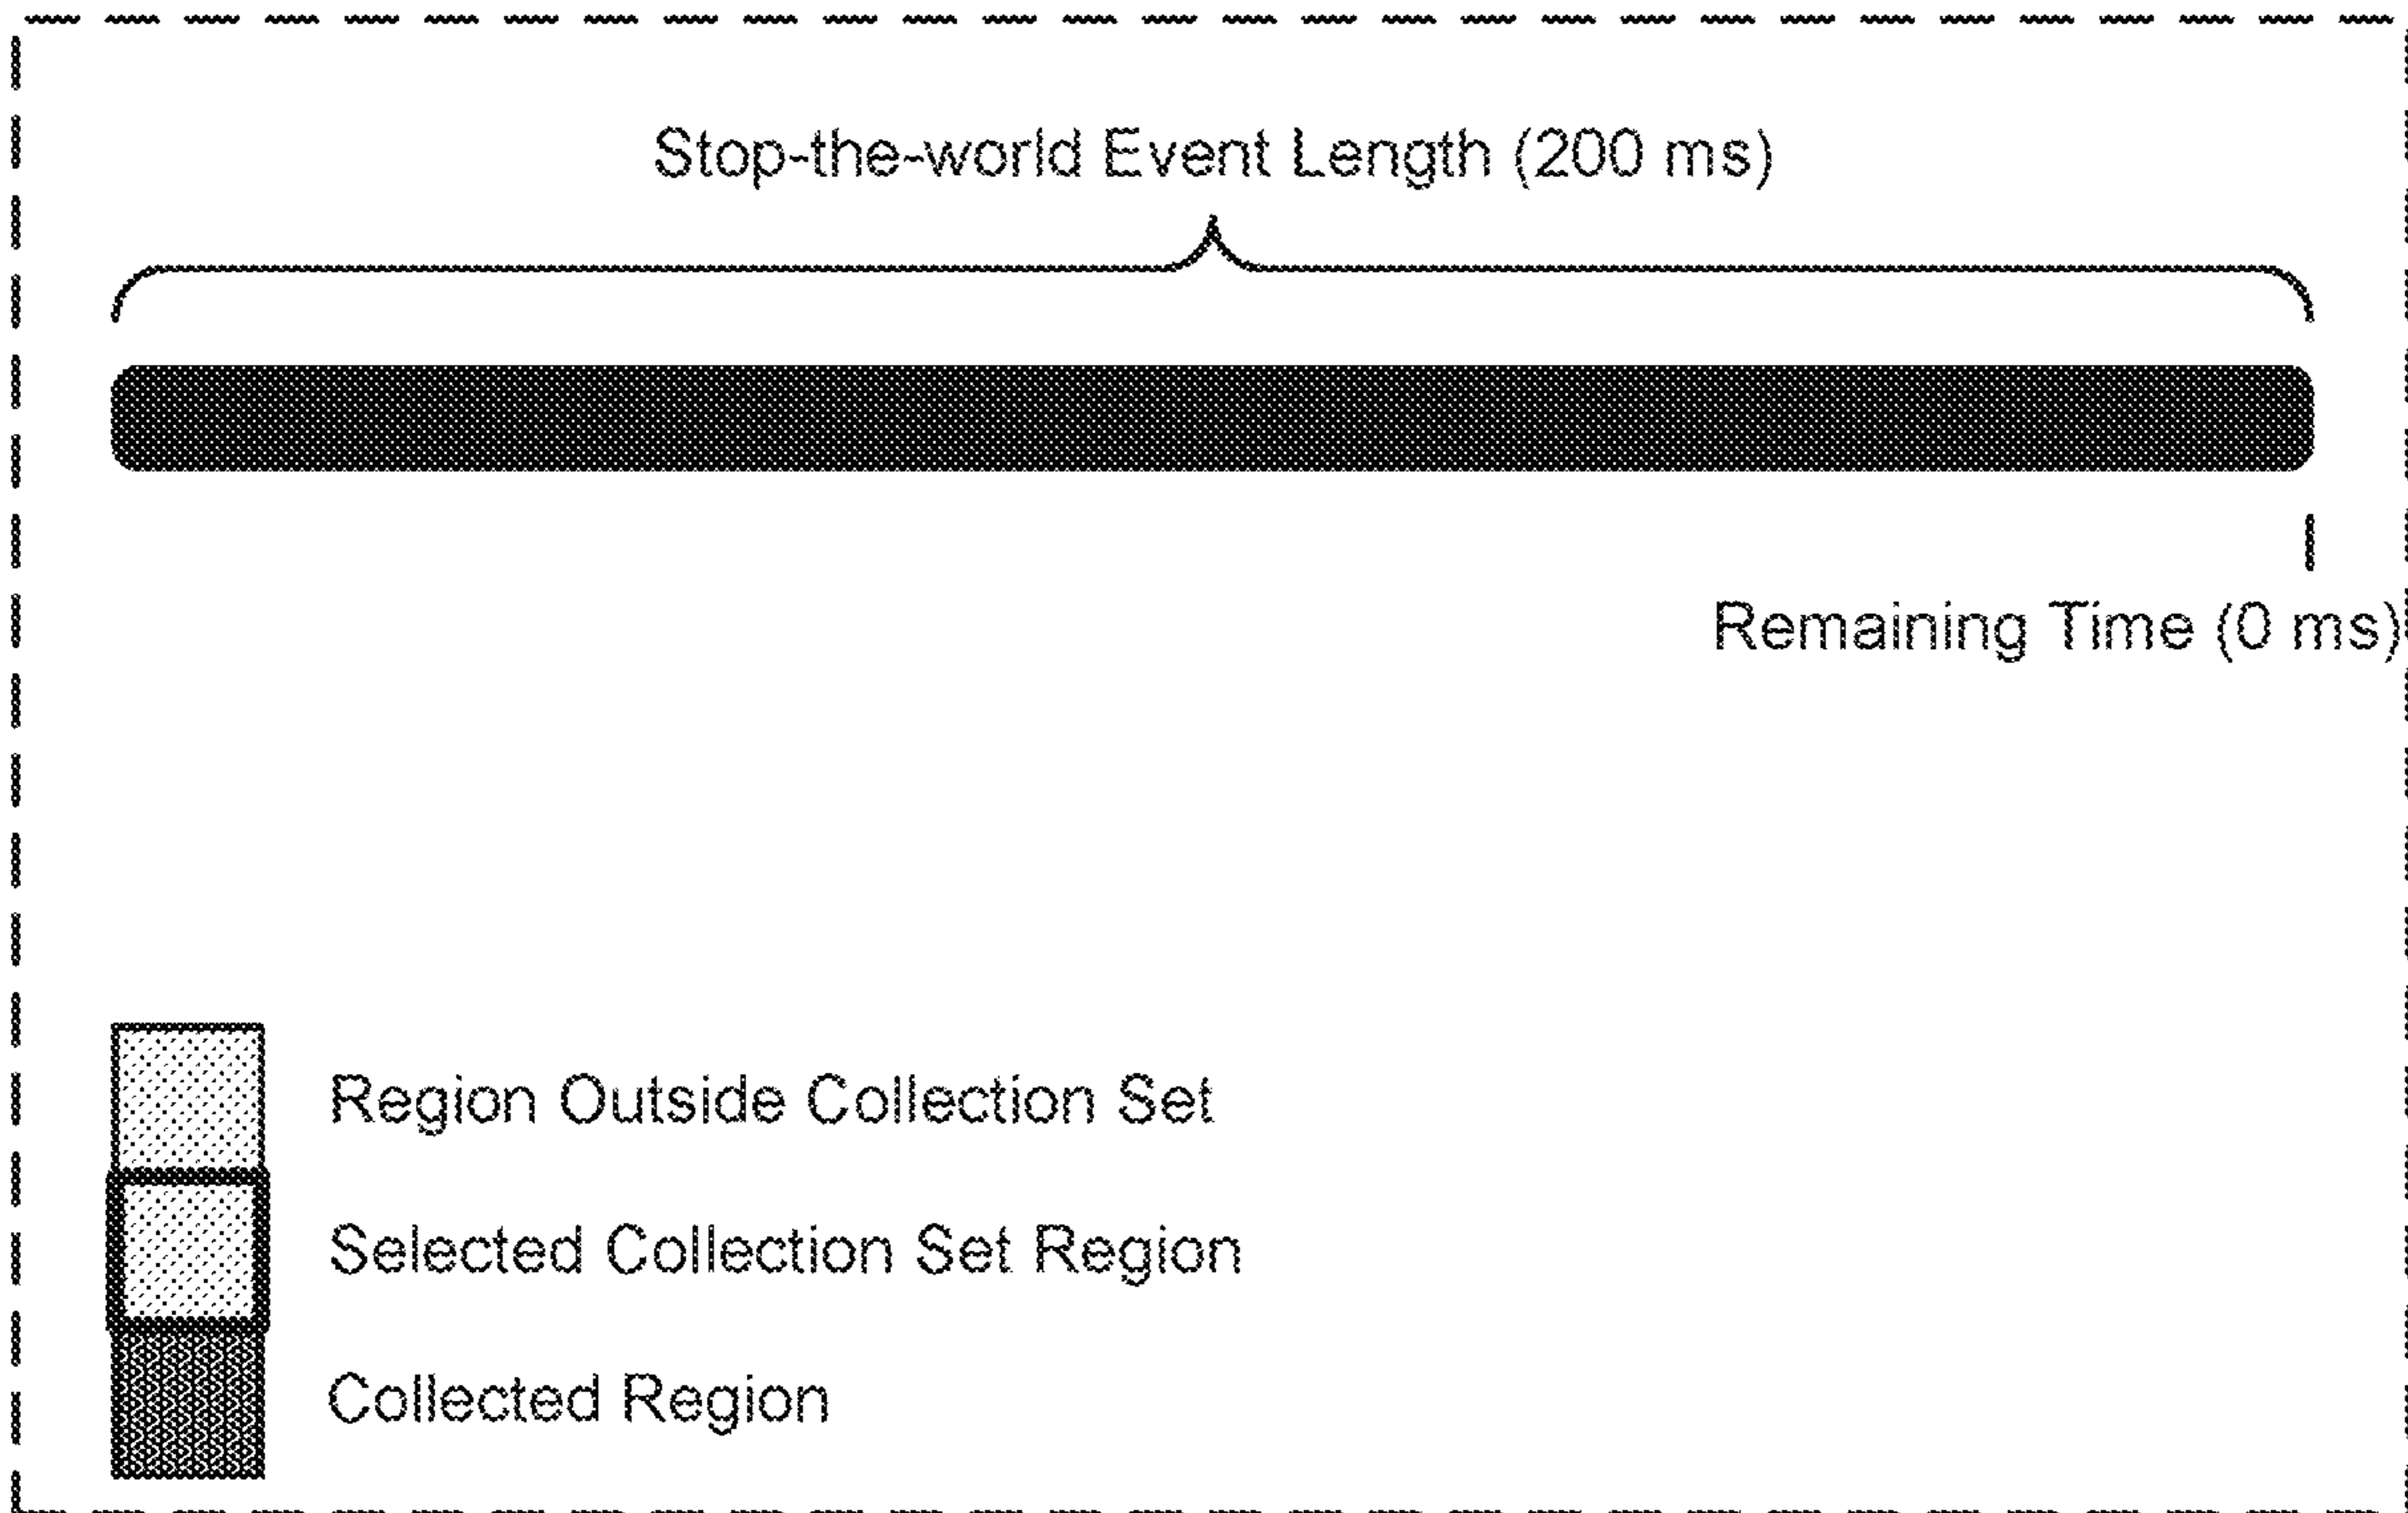 Stop-the-world Event Length (200 ms)
Remaining Time (0 ms)
Region Outside Collection Set
Selected Collection Set Region
Collected Region